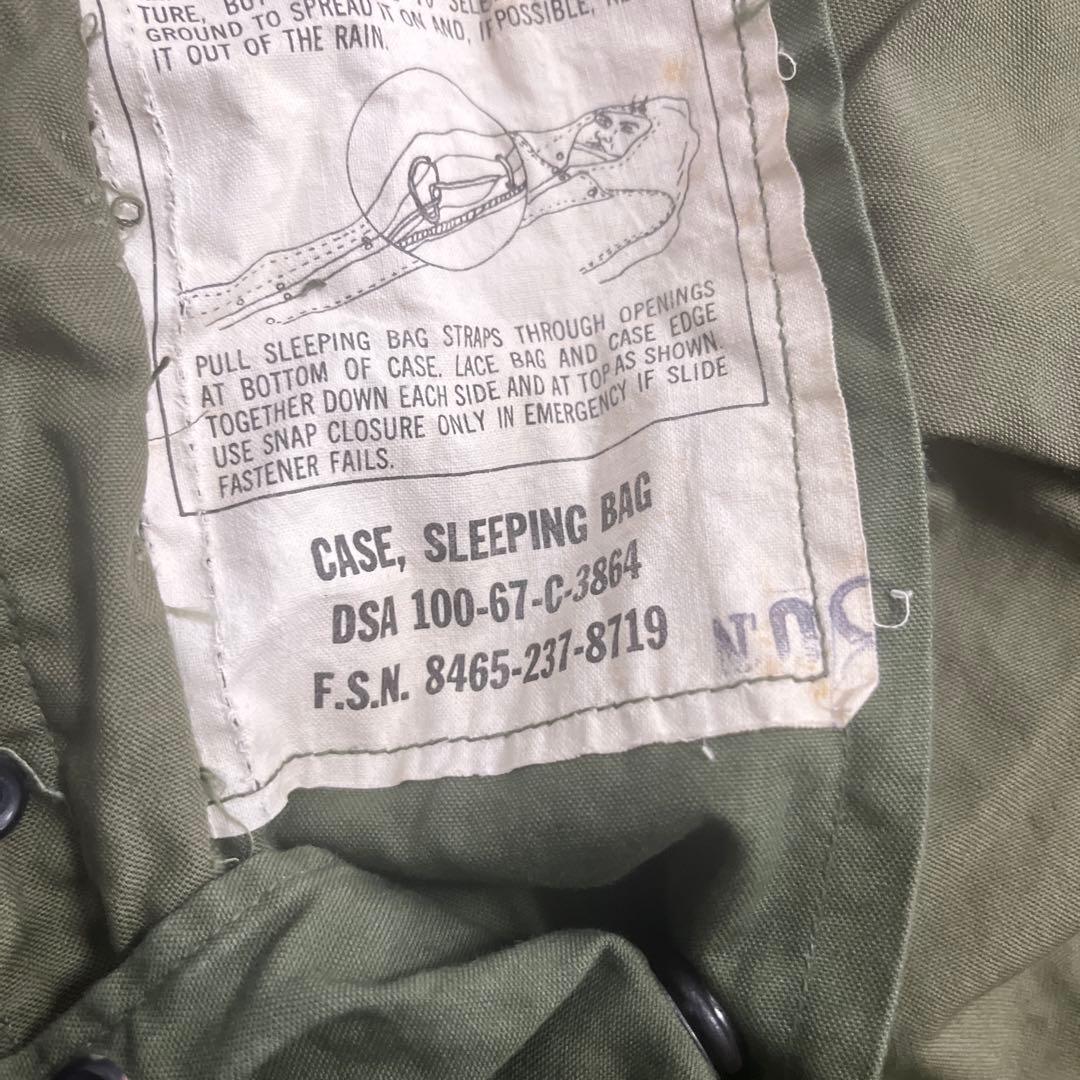 TURE, BUT
GROUND TO SPREAD IT ON AND, IF POSSIBLE,
IT OUT OF THE RAIN.
PULL SLEEPING BAG STRAPS THROUGH OPENINGS
AT BOTTOM OF CASE. LACE BAG AND CASE EDGE
TOGETHER DOWN EACH SIDE AND AT TOP AS SHOWN.
USE SNAP CLOSURE ONLY IN EMERGENCY IF SLIDE
FASTENER FAILS.
CASE, SLEEPING BAG
DSA 100-67-C-3864
F.S.N. 8465-237-8719